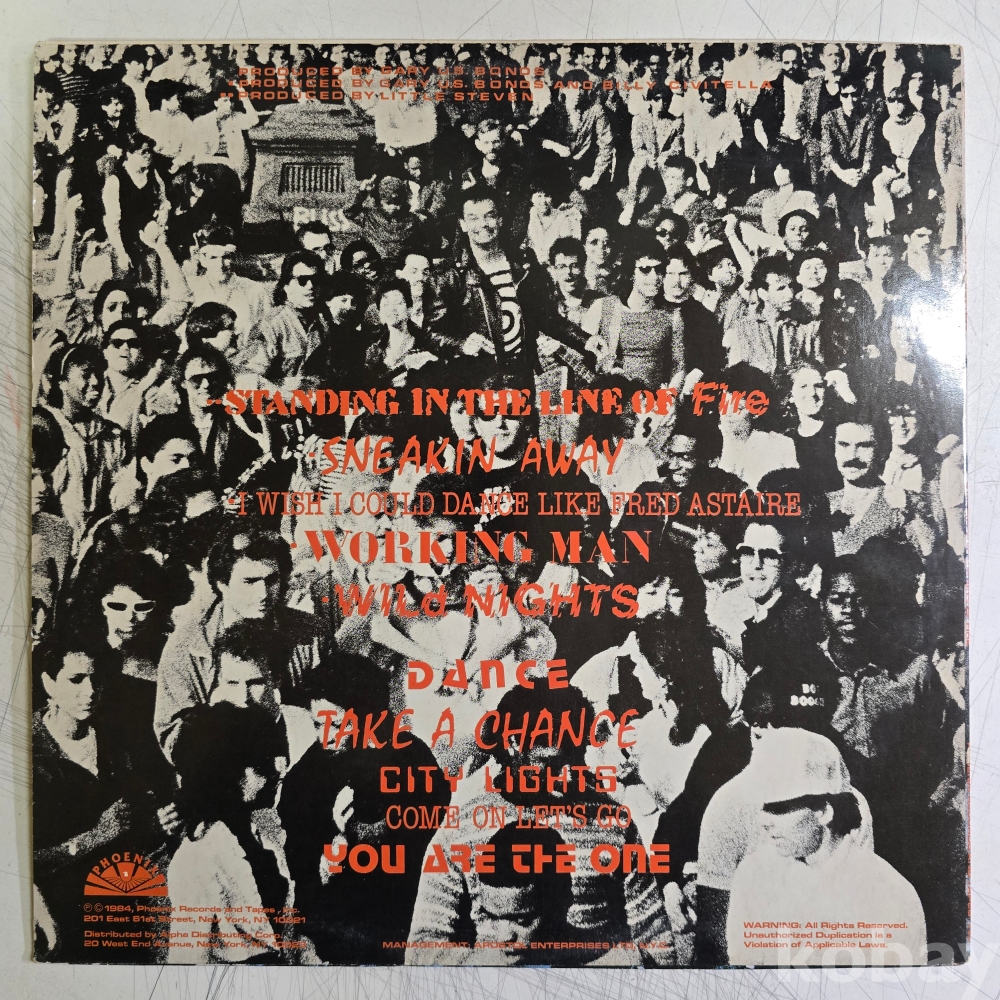 PRODUCED BY GARY U.S. BONDS
PRODUCED BY GARY U.S. BONDS AND BILLY CIVITELLA
PRODUCED BY LITTLE STEVEN
STANDING IN THE LINE OF Fire
SNEAKIN AWAY
I WISH I COULD DANCE LIKE FRED ASTAIRE
WORKING MAN
WILd NIGHTS
DANCE
TAKE A CHANCE
CITY LIGHTS
COME ON LET'S GO
YOU ARE THE ONE
PHOENIX
℗ © 1984, Phoenix Records and Tapes, Inc.
201 East 61st Street, New York, NY 10021
Distributed by Alpha Distributing Corp.
20 West End Avenue, New York, NY
MANAGEMENT: APOSTOL ENTERPRISES LTD. N.Y.C.
WARNING: All Rights Reserved.
Unauthorized Duplication is a
Violation of Applicable Laws.
kobay